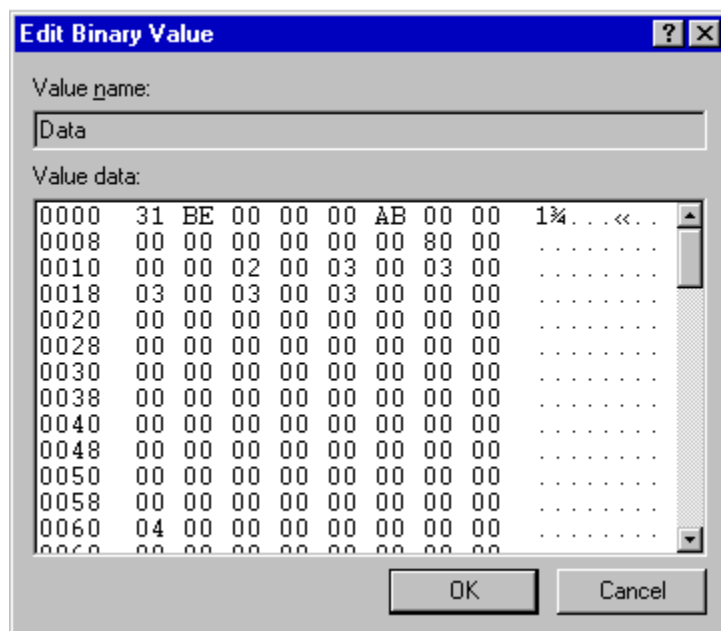 Edit Binary Value
Value name:
Data
Value data:
0000 31 BE 00 00 00 AB 00 00 1¾...«..
0008 00 00 00 00 00 00 80 00 ........
0010 00 00 02 00 03 00 03 00 ........
0018 03 00 03 00 03 00 00 00 ........
0020 00 00 00 00 00 00 00 00 ........
0028 00 00 00 00 00 00 00 00 ........
0030 00 00 00 00 00 00 00 00 ........
0038 00 00 00 00 00 00 00 00 ........
0040 00 00 00 00 00 00 00 00 ........
0048 00 00 00 00 00 00 00 00 ........
0050 00 00 00 00 00 00 00 00 ........
0058 00 00 00 00 00 00 00 00 ........
0060 04 00 00 00 00 00 00 00 ........
OK Cancel